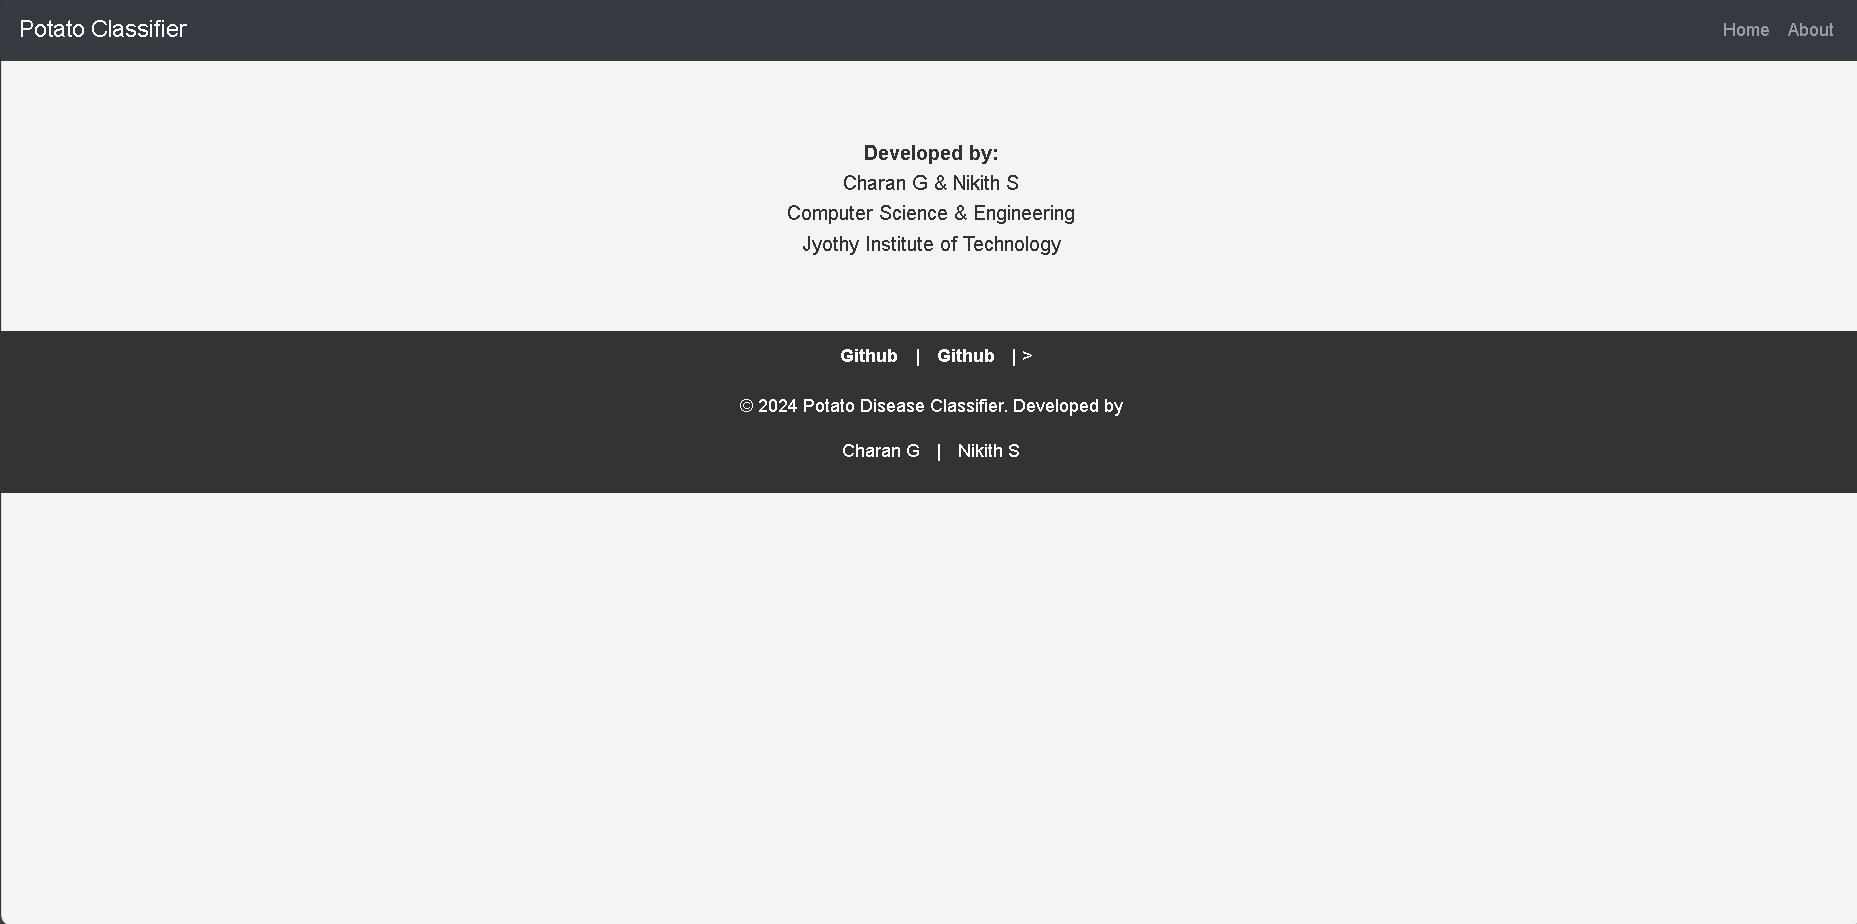 Potato Classifier Home About
Developed by:
Charan G & Nikith S
Computer Science & Engineering
Jyothy Institute of Technology
Github | Github | >
© 2024 Potato Disease Classifier. Developed by
Charan G | Nikith S